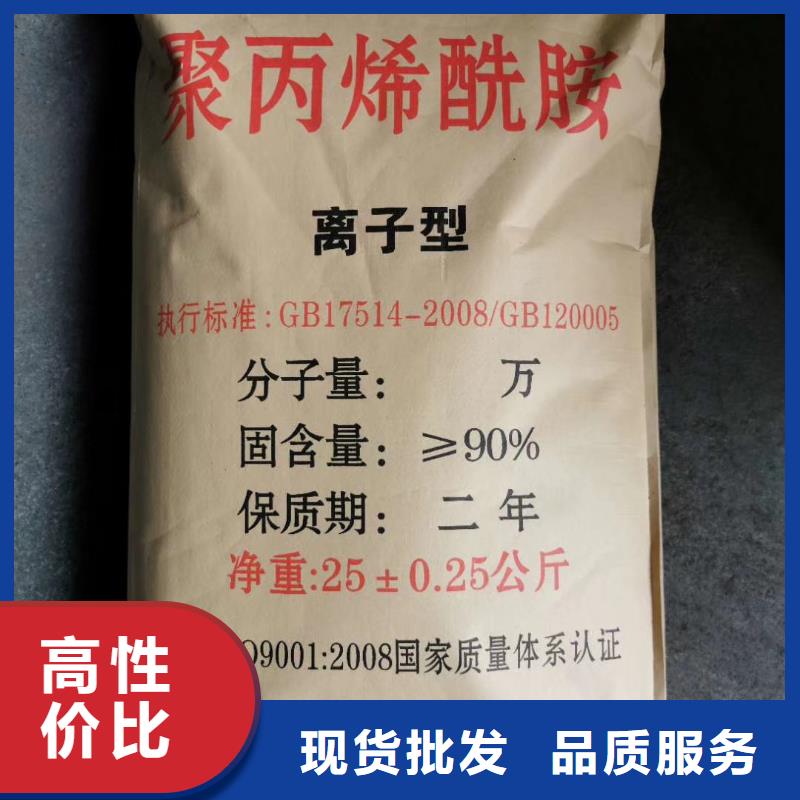 聚丙烯酰胺
离子型
执行标准：GB17514-2008/GB120005
分子量： 万
固含量：≥90%
保质期：二年
净重:25±0.25公斤
O9001:2008国家质量体系认证
高性
价比
现货批发 品质服务